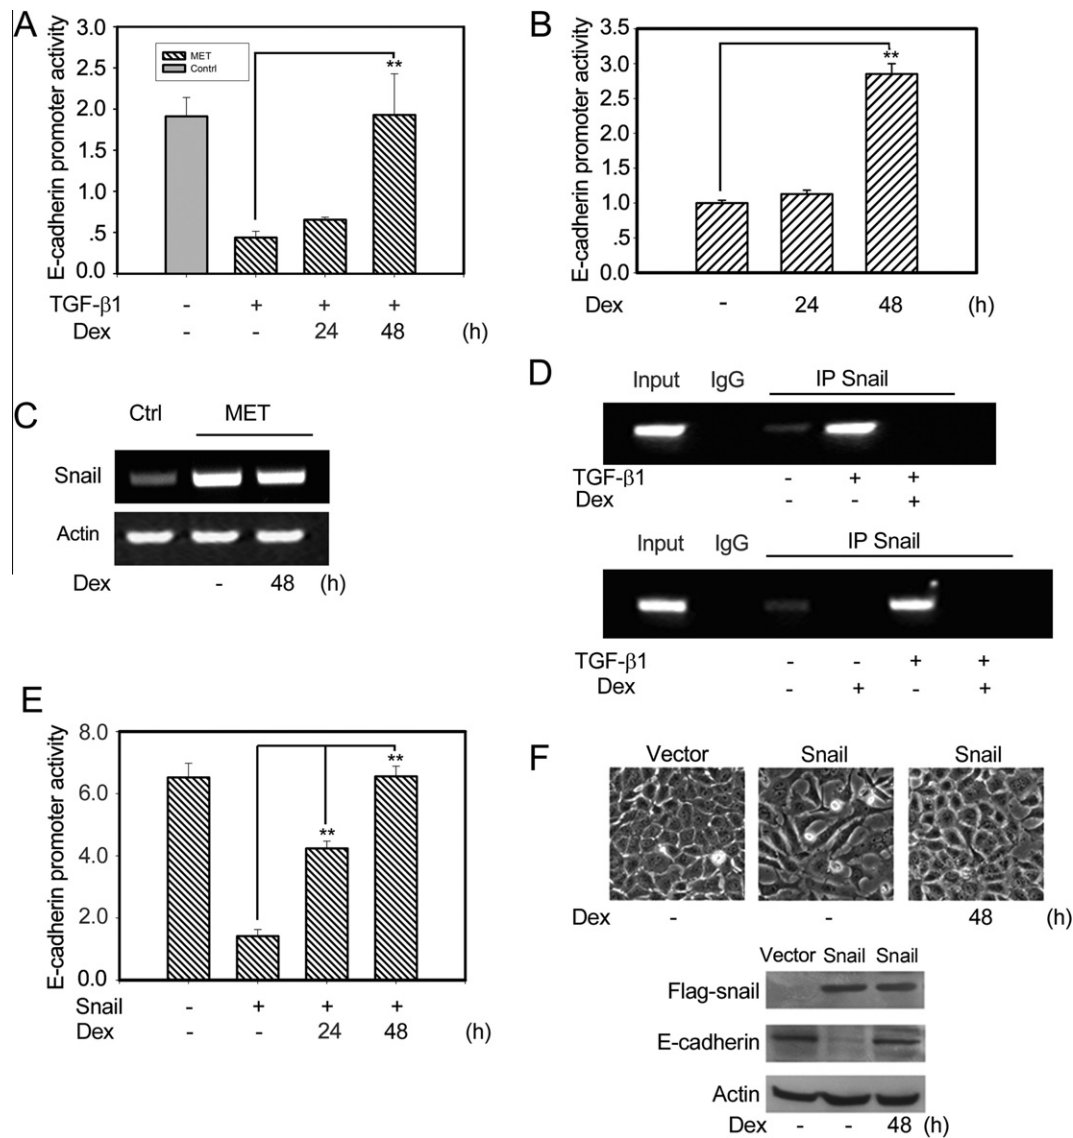 A
E-cadherin promoter activity
3.0
2.5
2.0
1.5
1.0
.5
0.0
MET
Contrl
**
TGF-β1 - + + +
Dex - - 24 48 (h)
B
E-cadherin promoter activity
3.5
3.0
2.5
2.0
1.5
1.0
.5
0.0
**
Dex - 24 48 (h)
C
Ctrl MET
Snail
Actin
Dex - 48 (h)
D
Input IgG IP Snail
TGF-β1 - + +
Dex - - +
Input IgG IP Snail
TGF-β1 - - + +
Dex - + - +
E
E-cadherin promoter activity
8.0
6.0
4.0
2.0
0.0
**
**
Snail - + + +
Dex - - 24 48 (h)
F
Vector Snail Snail
Dex - - 48 (h)
Vector Snail Snail
Flag-snail
E-cadherin
Actin
Dex - - 48 (h)